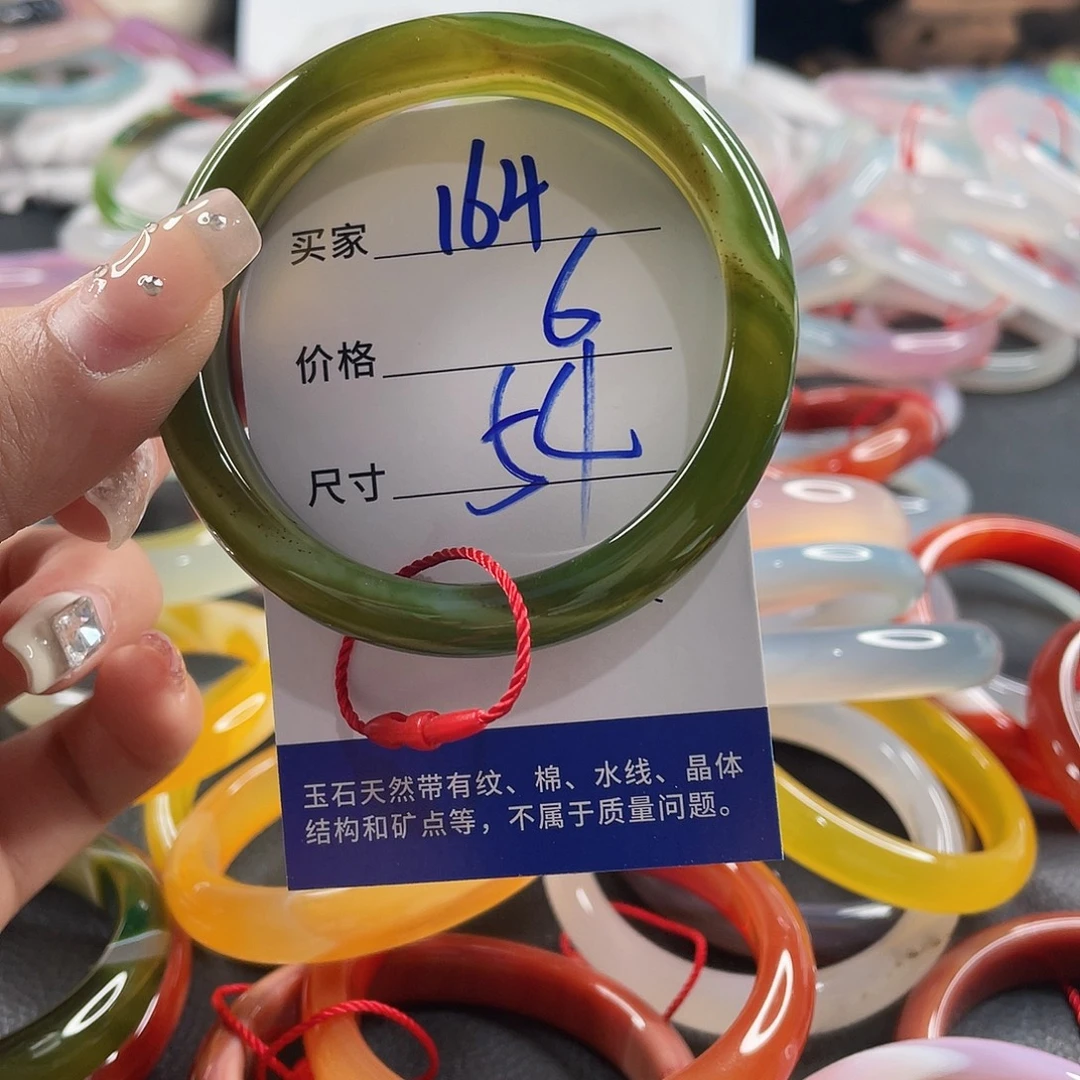 买家 164
价格 6
尺寸 54
玉石天然带有纹、棉、水线、晶体
结构和矿点等，不属于质量问题。